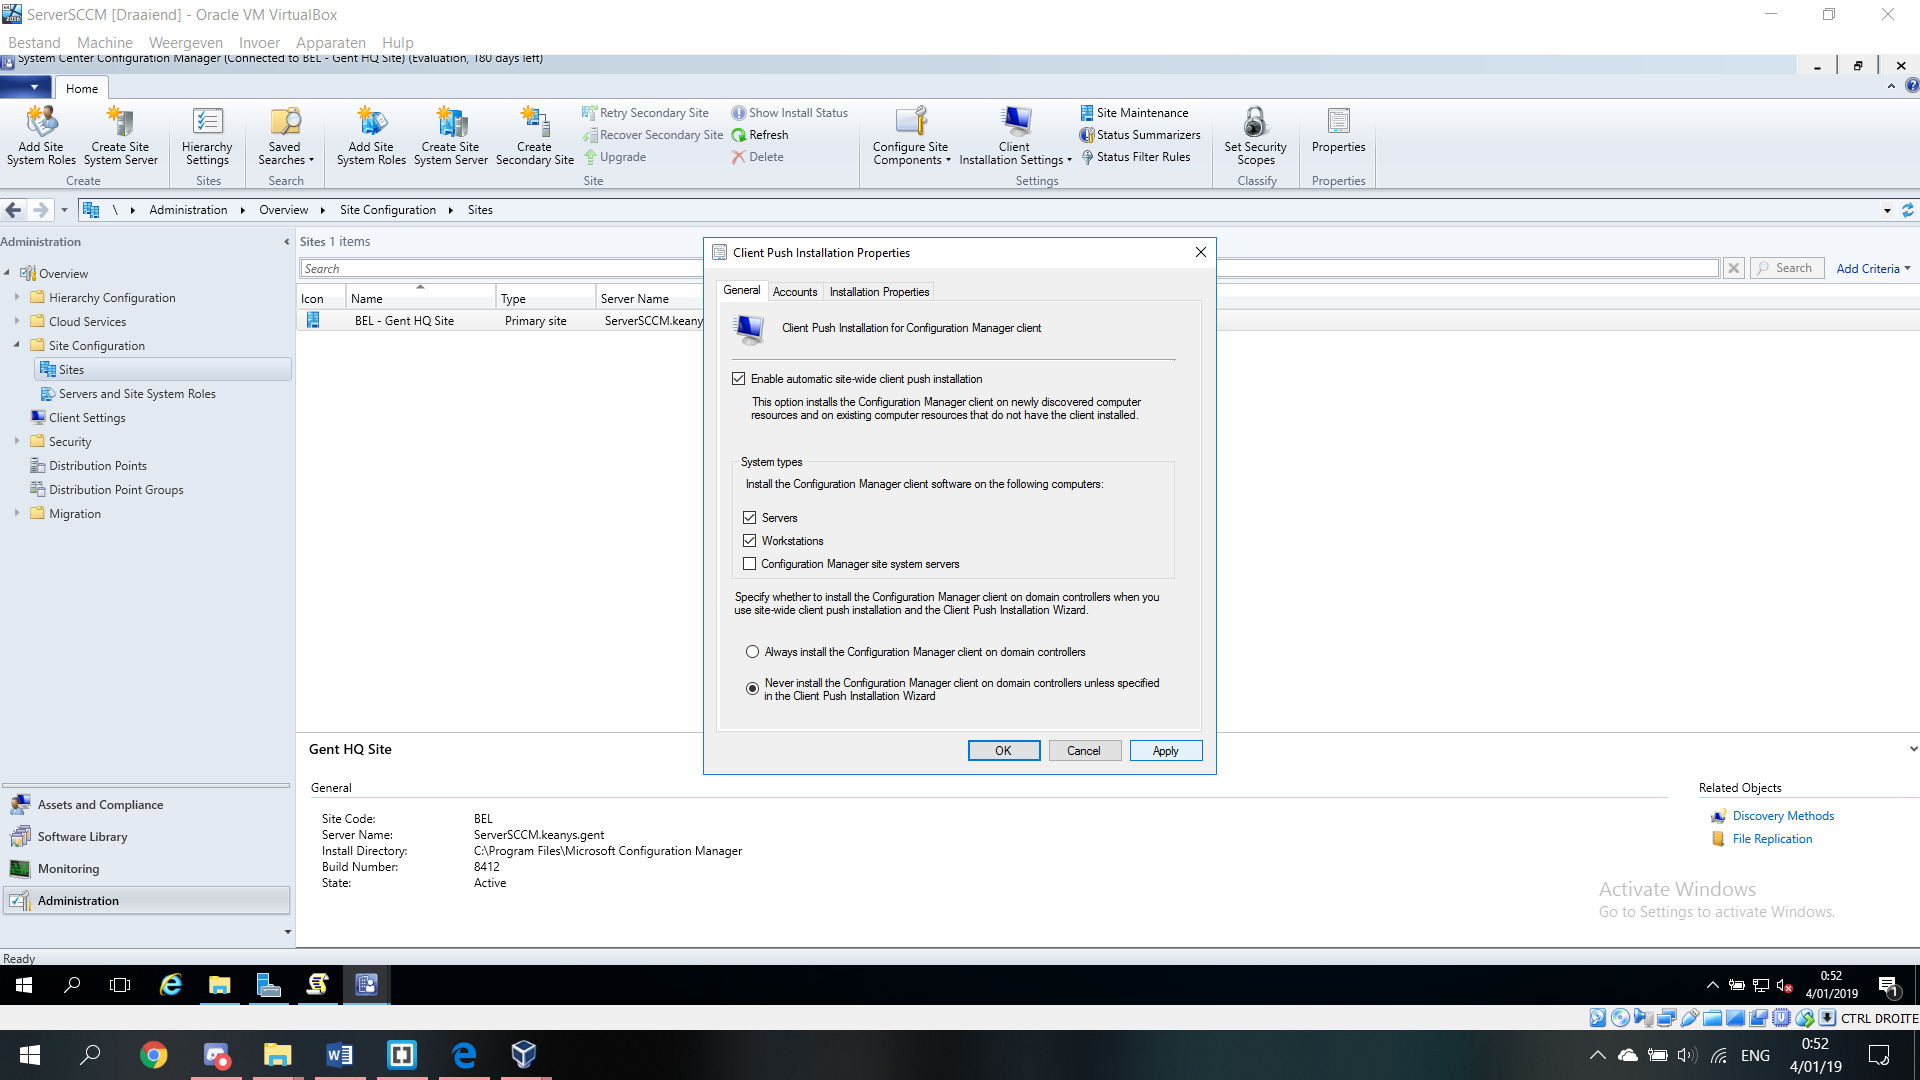 ServerSCCM [Draaiend] - Oracle VM VirtualBox
Bestand Machine Weergeven Invoer Apparaten Hulp
System Center Configuration Manager (Connected to BEL - Gent HQ Site) (Evaluation, 180 days left)
Home
Add Site System Roles
Create Site System Server
Create
Hierarchy Settings
Sites
Saved Searches
Search
Add Site System Roles
Create Site System Server
Create Secondary Site
Retry Secondary Site
Recover Secondary Site
Upgrade
Show Install Status
Refresh
Delete
Site
Configure Site Components
Client Installation Settings
Site Maintenance
Status Summarizers
Status Filter Rules
Settings
Set Security Scopes
Classify
Properties
Properties
\ Administration Overview Site Configuration Sites
Administration
Overview
Hierarchy Configuration
Cloud Services
Site Configuration
Sites
Servers and Site System Roles
Client Settings
Security
Distribution Points
Distribution Point Groups
Migration
Sites 1 items
Search
Search
Add Criteria
Icon Name Type Server Name
BEL - Gent HQ Site Primary site ServerSCCM.keany
Client Push Installation Properties
General Accounts Installation Properties
Client Push Installation for Configuration Manager client
Enable automatic site-wide client push installation
This option installs the Configuration Manager client on newly discovered computer
resources and on existing computer resources that do not have the client installed.
System types
Install the Configuration Manager client software on the following computers:
Servers
Workstations
Configuration Manager site system servers
Specify whether to install the Configuration Manager client on domain controllers when you
use site-wide client push installation and the Client Push Installation Wizard.
Always install the Configuration Manager client on domain controllers
Never install the Configuration Manager client on domain controllers unless specified
in the Client Push Installation Wizard
OK Cancel Apply
Gent HQ Site
General
Site Code: BEL
Server Name: ServerSCCM.keanys.gent
Install Directory: C:\Program Files\Microsoft Configuration Manager
Build Number: 8412
State: Active
Related Objects
Discovery Methods
File Replication
Assets and Compliance
Software Library
Monitoring
Administration
Activate Windows
Go to Settings to activate Windows.
Ready
0:52
4/01/2019
1
CTRL DROITE
ENG
0:52
4/01/19